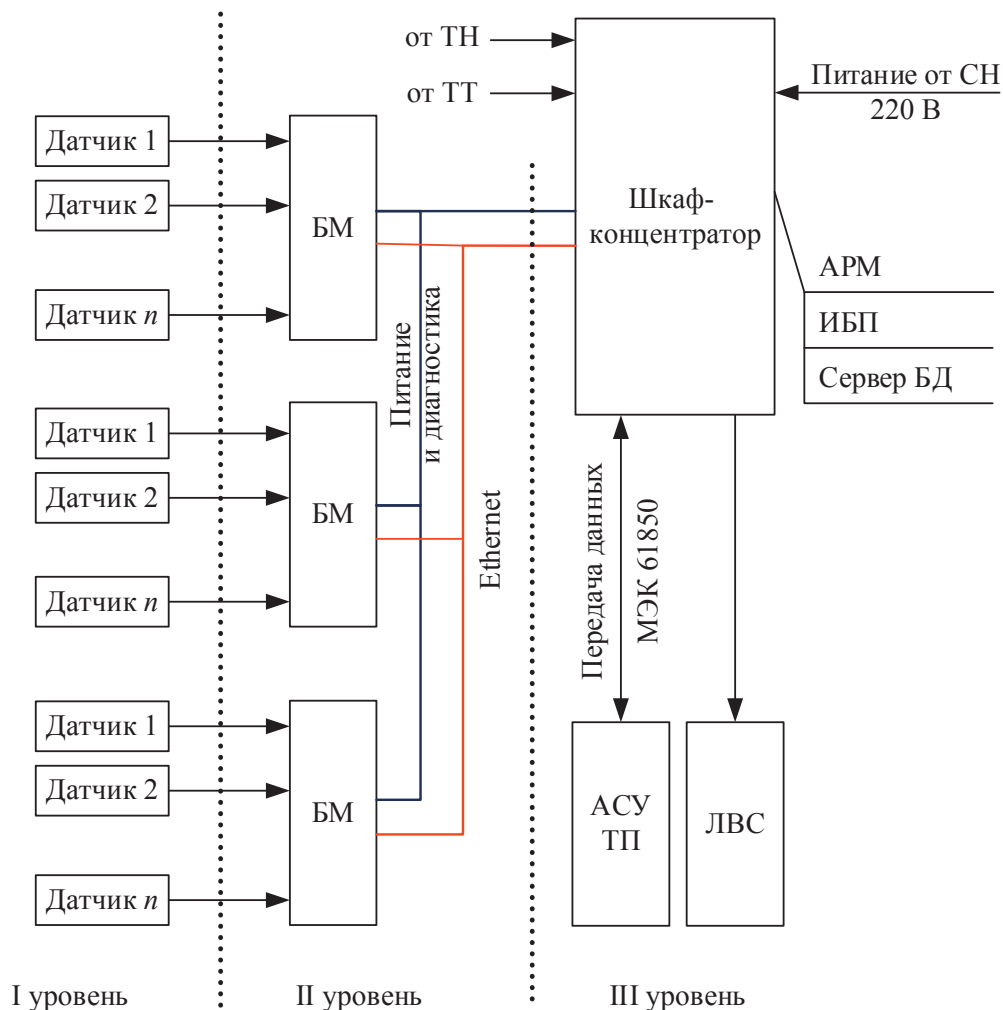 от ТН
от ТТ
Питание от СН
220 В
Датчик 1
Датчик 2
Датчик n
БМ
Шкаф-
концентратор
АРМ
ИБП
Сервер БД
Питание
и диагностика
Ethernet
Датчик 1
Датчик 2
Датчик n
БМ
Передача данных
МЭК 61850
Датчик 1
Датчик 2
Датчик n
БМ
АСУ
ТП
ЛВС
I уровень
II уровень
III уровень